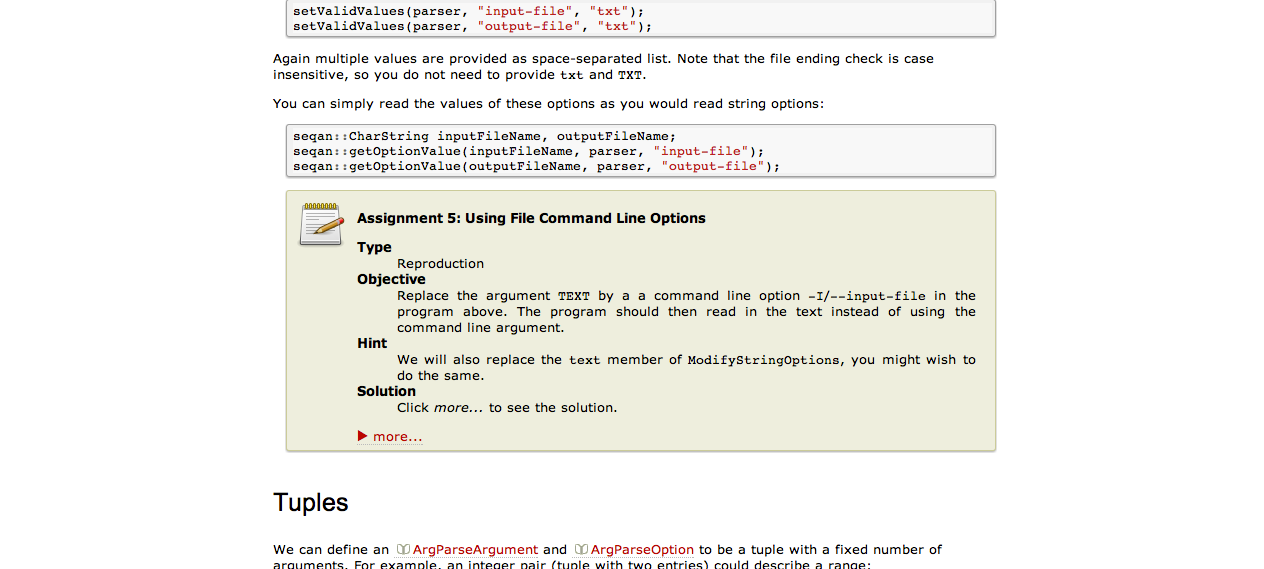 setValidValues(parser, "input-file", "txt");
setValidValues(parser, "output-file", "txt");
Again multiple values are provided as space-separated list. Note that the file ending check is case
insensitive, so you do not need to provide txt and TXT.
You can simply read the values of these options as you would read string options:
seqan::CharString inputFileName, outputFileName;
seqan::getOptionValue(inputFileName, parser, "input-file");
seqan::getOptionValue(outputFileName, parser, "output-file");
Assignment 5: Using File Command Line Options
Type
Reproduction
Objective
Replace the argument TEXT by a a command line option -I/--input-file in the
program above. The program should then read in the text instead of using the
command line argument.
Hint
We will also replace the text member of ModifyStringOptions, you might wish to
do the same.
Solution
Click more... to see the solution.
▶ more...
Tuples
We can define an ArgParseArgument and ArgParseOption to be a tuple with a fixed number of
arguments. For example, an integer pair (tuple with two entries) could describe a range: